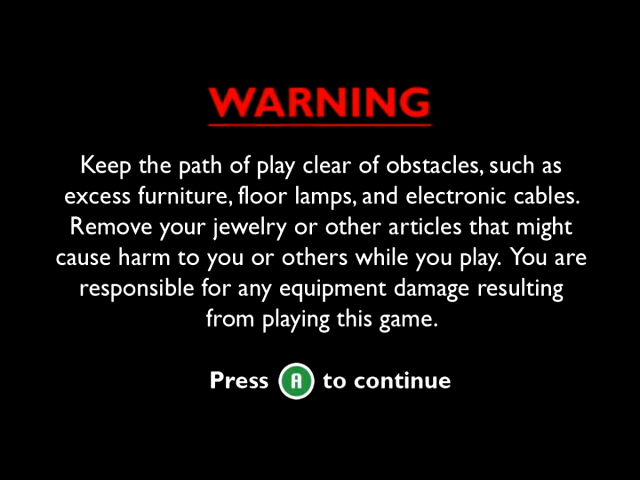 WARNING
Keep the path of play clear of obstacles, such as
excess furniture, floor lamps, and electronic cables.
Remove your jewelry or other articles that might
cause harm to you or others while you play. You are
responsible for any equipment damage resulting
from playing this game.
Press A to continue